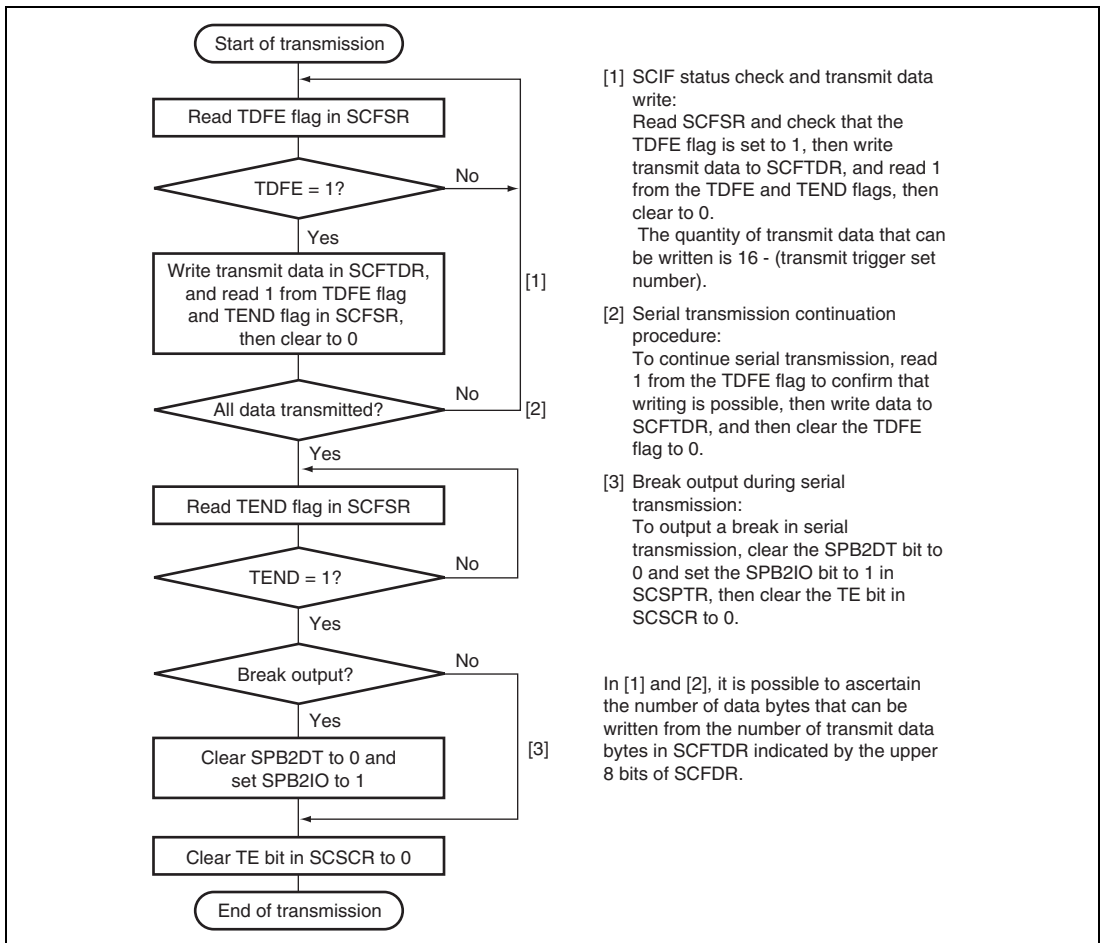 Start of transmission
Read TDFE flag in SCFSR
TDFE = 1?
No
Yes
Write transmit data in SCFTDR,
and read 1 from TDFE flag
and TEND flag in SCFSR,
then clear to 0
[1]
All data transmitted?
No
[2]
Yes
Read TEND flag in SCFSR
TEND = 1?
No
Yes
Break output?
No
Yes
Clear SPB2DT to 0 and
set SPB2IO to 1
[3]
Clear TE bit in SCSCR to 0
End of transmission
[1] SCIF status check and transmit data
write:
Read SCFSR and check that the
TDFE flag is set to 1, then write
transmit data to SCFTDR, and read 1
from the TDFE and TEND flags, then
clear to 0.
The quantity of transmit data that can
be written is 16 - (transmit trigger set
number).
[2] Serial transmission continuation
procedure:
To continue serial transmission, read
1 from the TDFE flag to confirm that
writing is possible, then write data to
SCFTDR, and then clear the TDFE
flag to 0.
[3] Break output during serial
transmission:
To output a break in serial
transmission, clear the SPB2DT bit to
0 and set the SPB2IO bit to 1 in
SCSPTR, then clear the TE bit in
SCSCR to 0.
In [1] and [2], it is possible to ascertain
the number of data bytes that can be
written from the number of transmit data
bytes in SCFTDR indicated by the upper
8 bits of SCFDR.